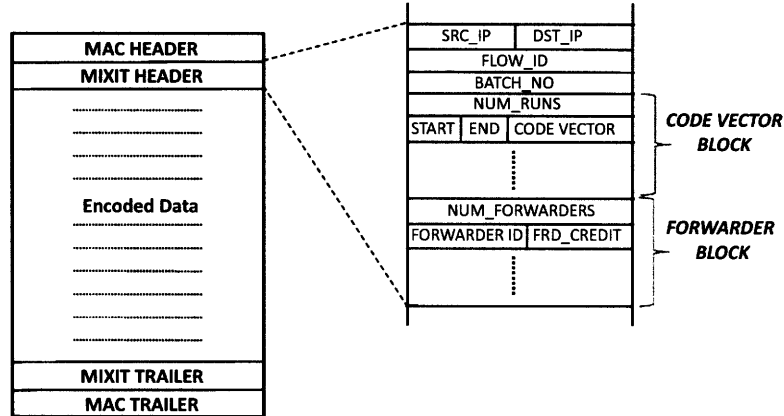 MAC HEADER
MIXIT HEADER
Encoded Data
MIXIT TRAILER
MAC TRAILER
SRC_IP DST_IP
FLOW_ID
BATCH_NO
NUM_RUNS
START END CODE VECTOR
CODE VECTOR
BLOCK
NUM_FORWARDERS
FORWARDER ID FRD_CREDIT
FORWARDER
BLOCK